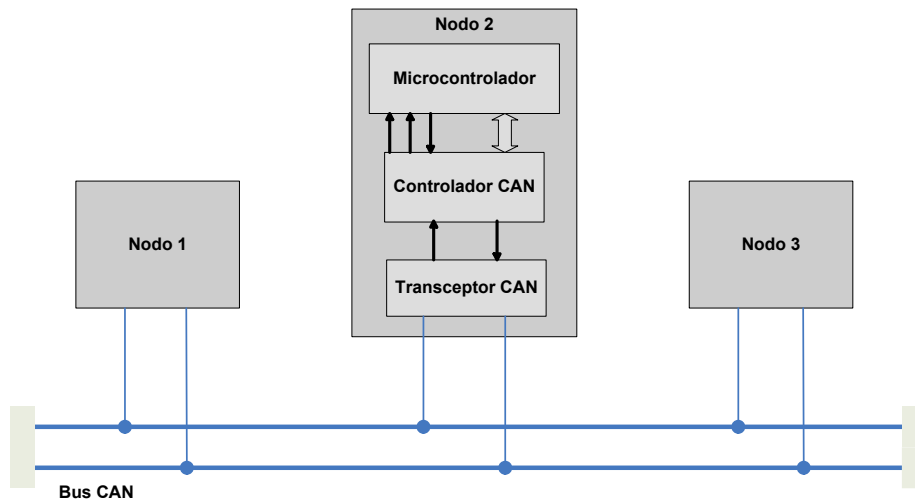 Nodo 2
Microcontrolador
Controlador CAN
Nodo 1
Nodo 3
Transceptor CAN
Bus CAN